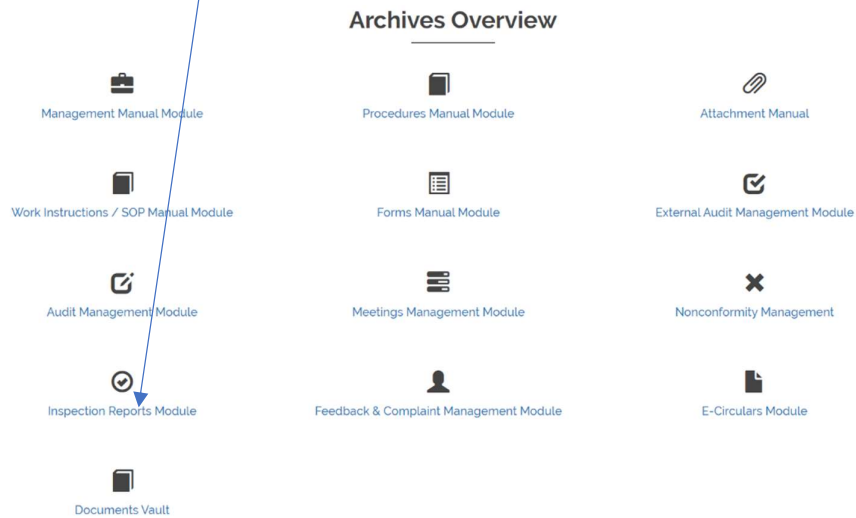 Archives Overview
Management Manual Module
Procedures Manual Module
Attachment Manual
Work Instructions / SOP Manual Module
Forms Manual Module
External Audit Management Module
Audit Management Module
Meetings Management Module
Nonconformity Management
Inspection Reports Module
Feedback & Complaint Management Module
E-Circulars Module
Documents Vault